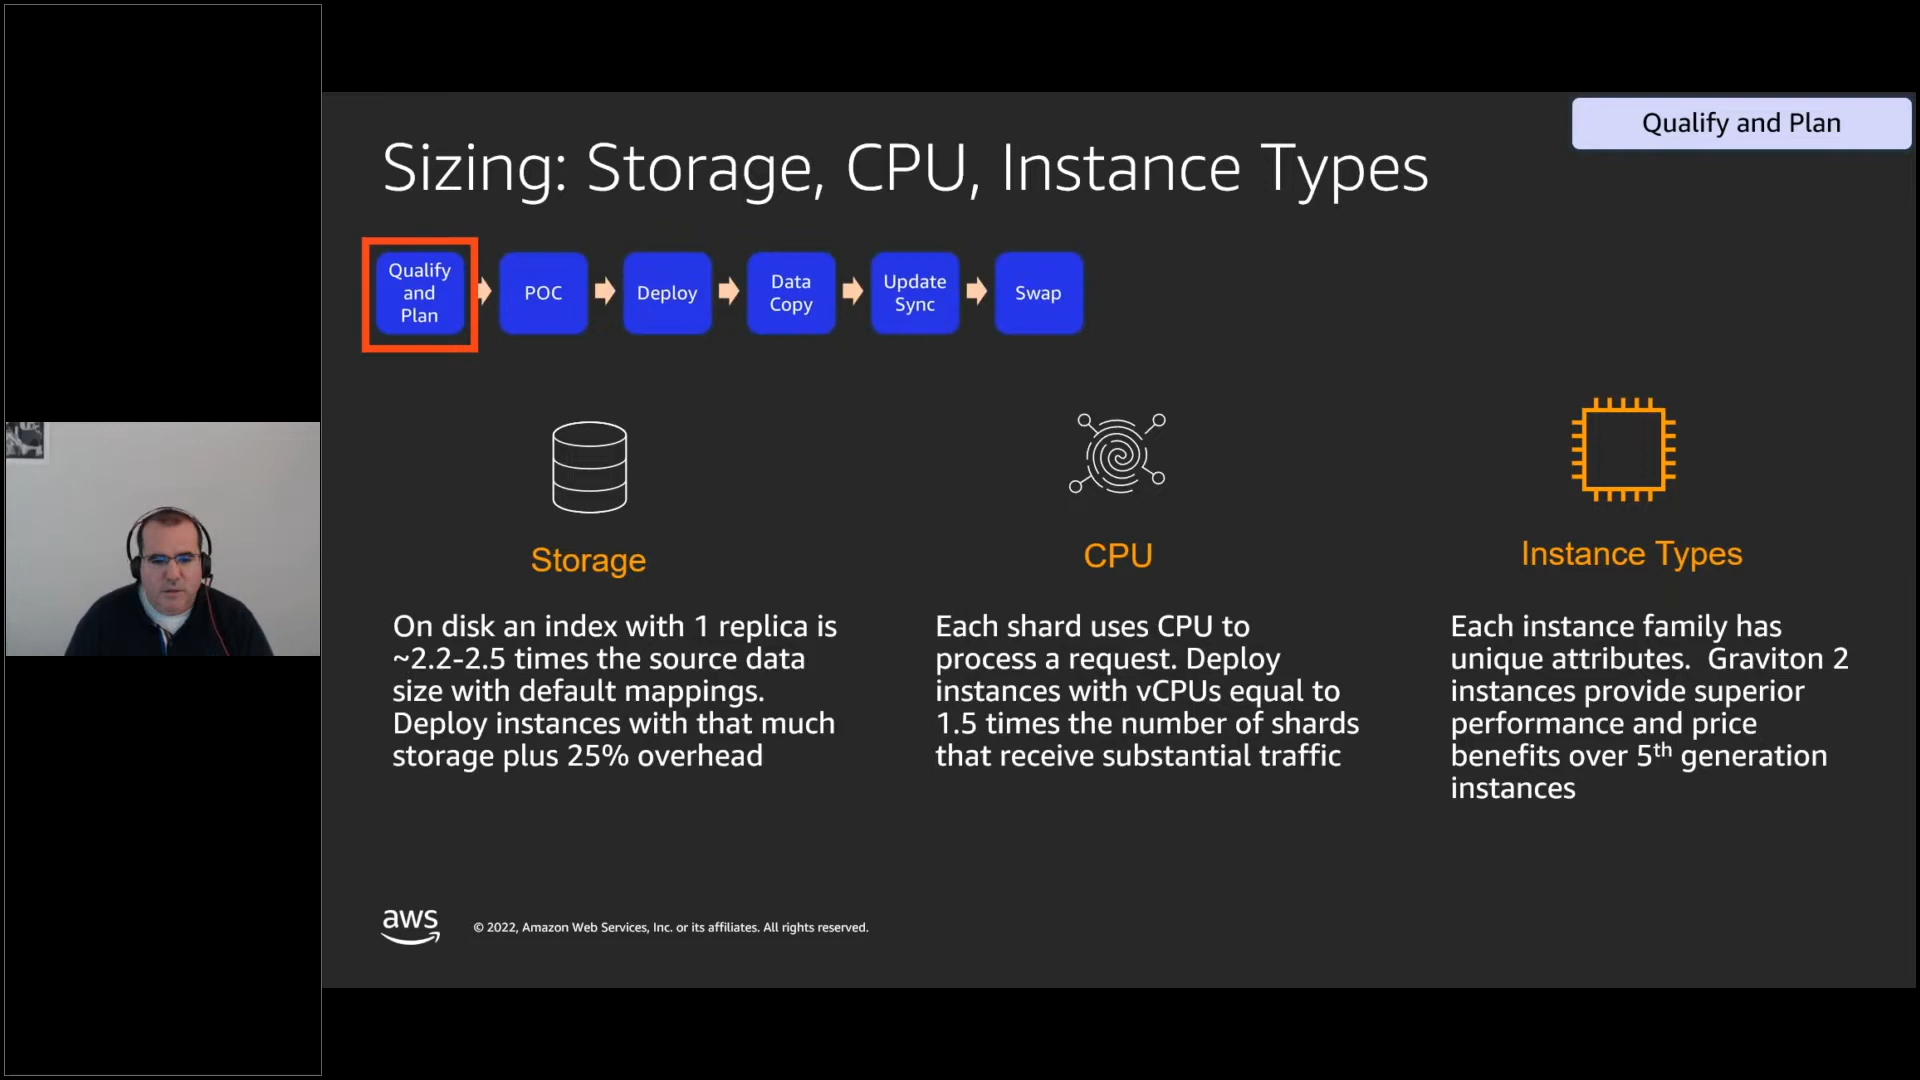 Qualify and Plan
Sizing: Storage, CPU, Instance Types
Qualify
and
Plan
POC
Deploy
Data
Copy
Update
Sync
Swap
Storage
On disk an index with 1 replica is
~2.2-2.5 times the source data
size with default mappings.
Deploy instances with that much
storage plus 25% overhead
CPU
Each shard uses CPU to
process a request. Deploy
instances with vCPUs equal to
1.5 times the number of shards
that receive substantial traffic
Instance Types
Each instance family has
unique attributes.  Graviton 2
instances provide superior
performance and price
benefits over 5th generation
instances
aws
© 2022, Amazon Web Services, Inc. or its affiliates. All rights reserved.